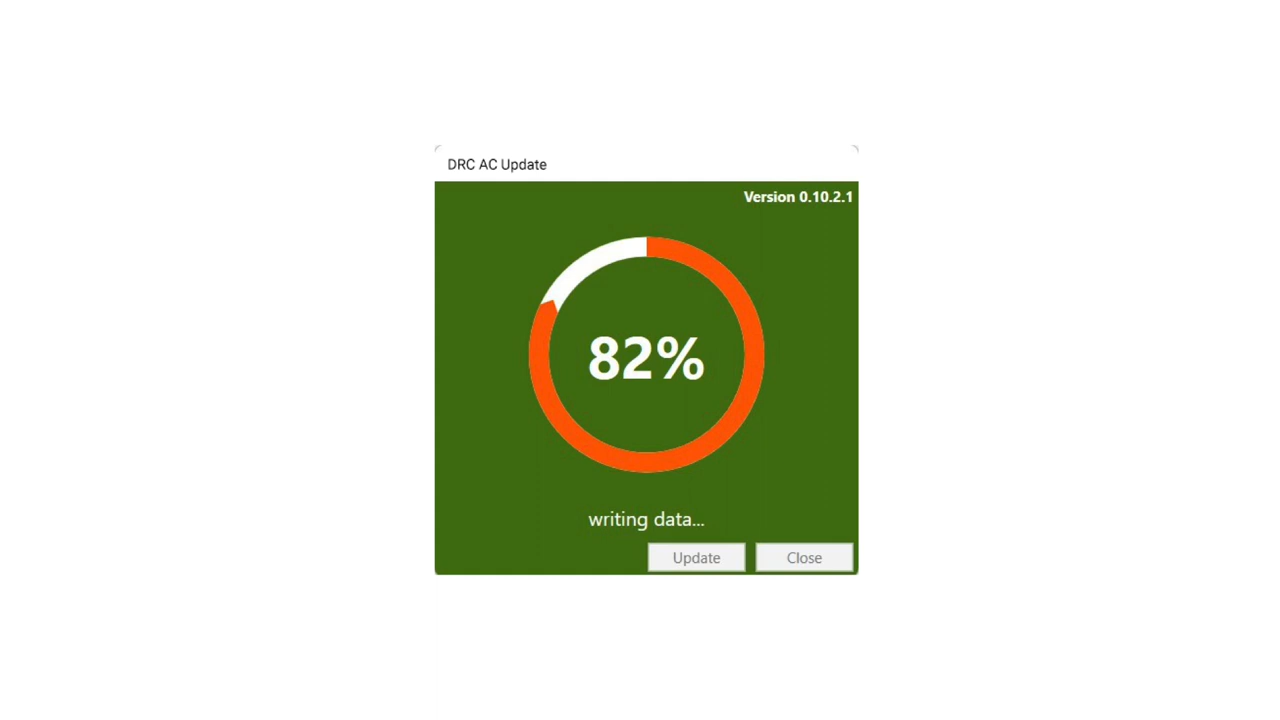 DRC AC Update
Version 0.10.2.1
82%
writing data...
Update
Close